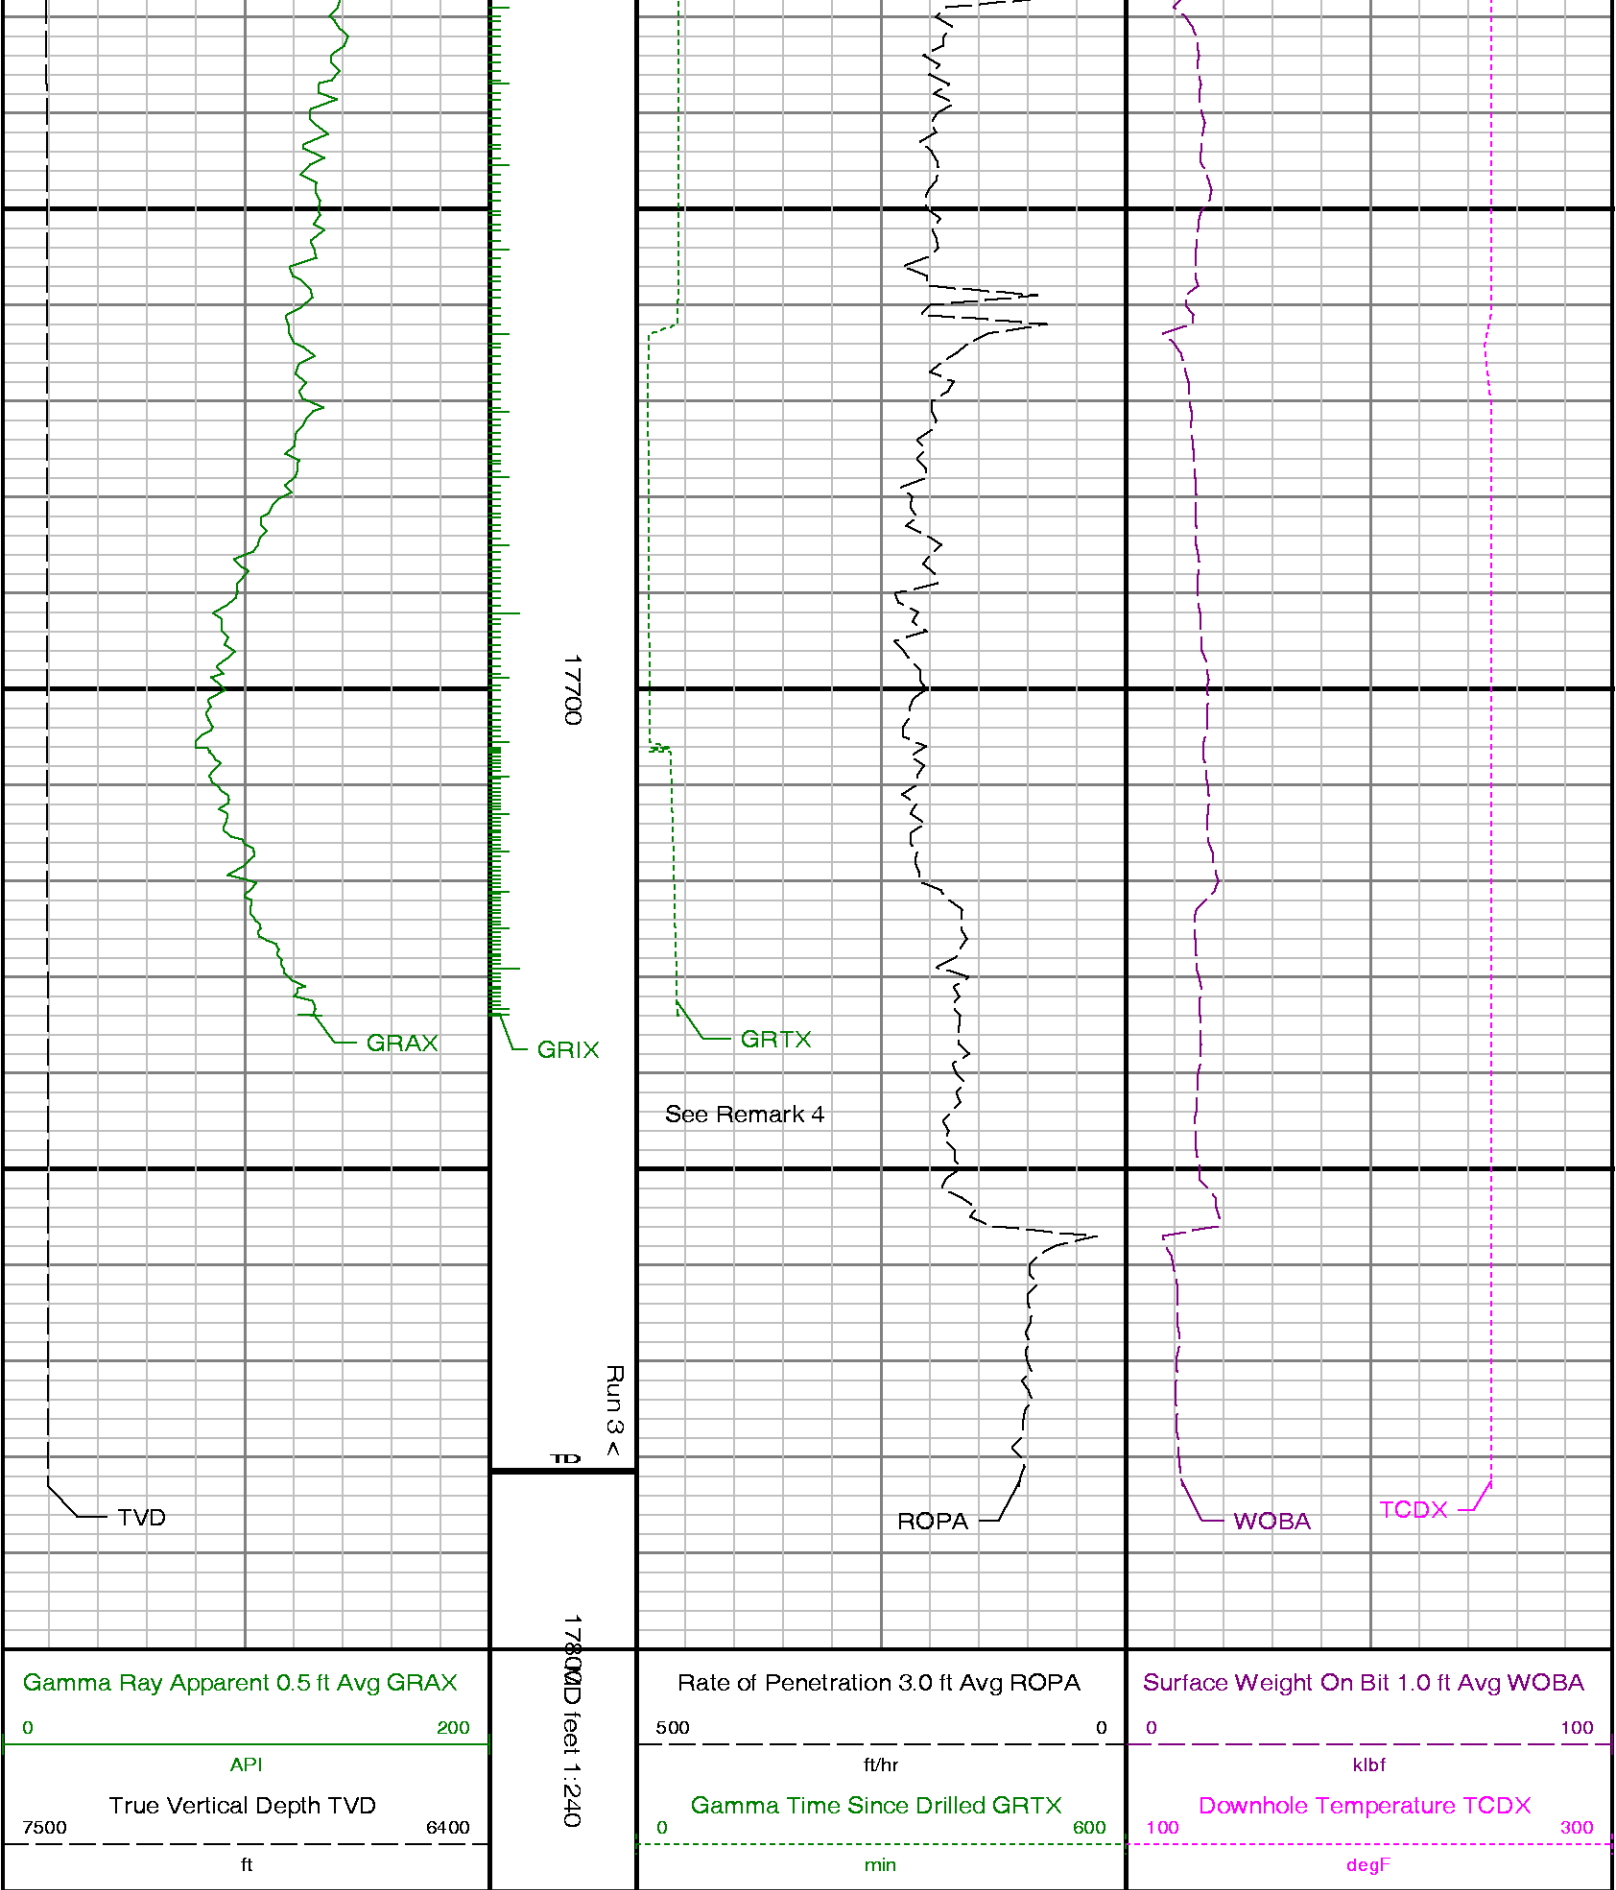 17700
GRAX
GRIX
GRTX
See Remark 4
Run 3 <
TD
TVD
ROPA
WOBA
TCDX
17800
MD feet 1:240
Gamma Ray Apparent 0.5 ft Avg GRAX
0 200
API
True Vertical Depth TVD
7500 6400
ft
Rate of Penetration 3.0 ft Avg ROPA
500 0
ft/hr
Gamma Time Since Drilled GRTX
0 600
min
Surface Weight On Bit 1.0 ft Avg WOBA
0 100
klbf
Downhole Temperature TCDX
100 300
degF